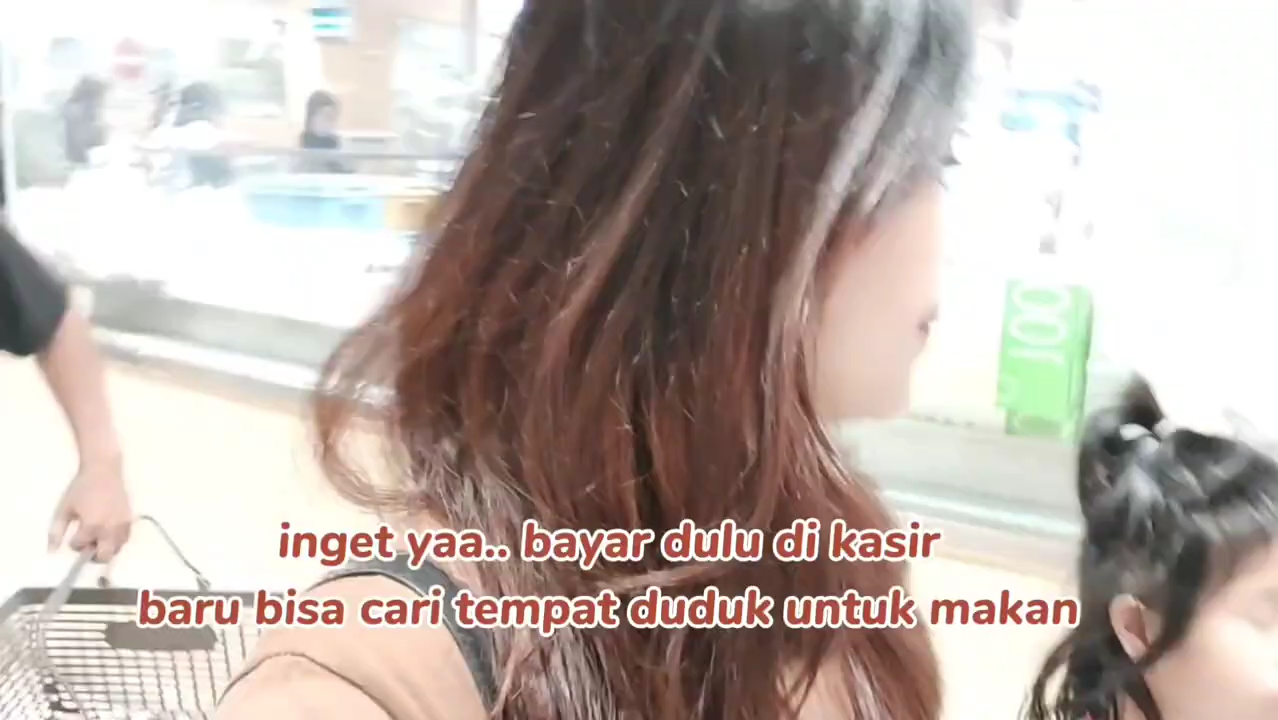 inget yaa.. bayar dulu di kasir
baru bisa cari tempat duduk untuk makan